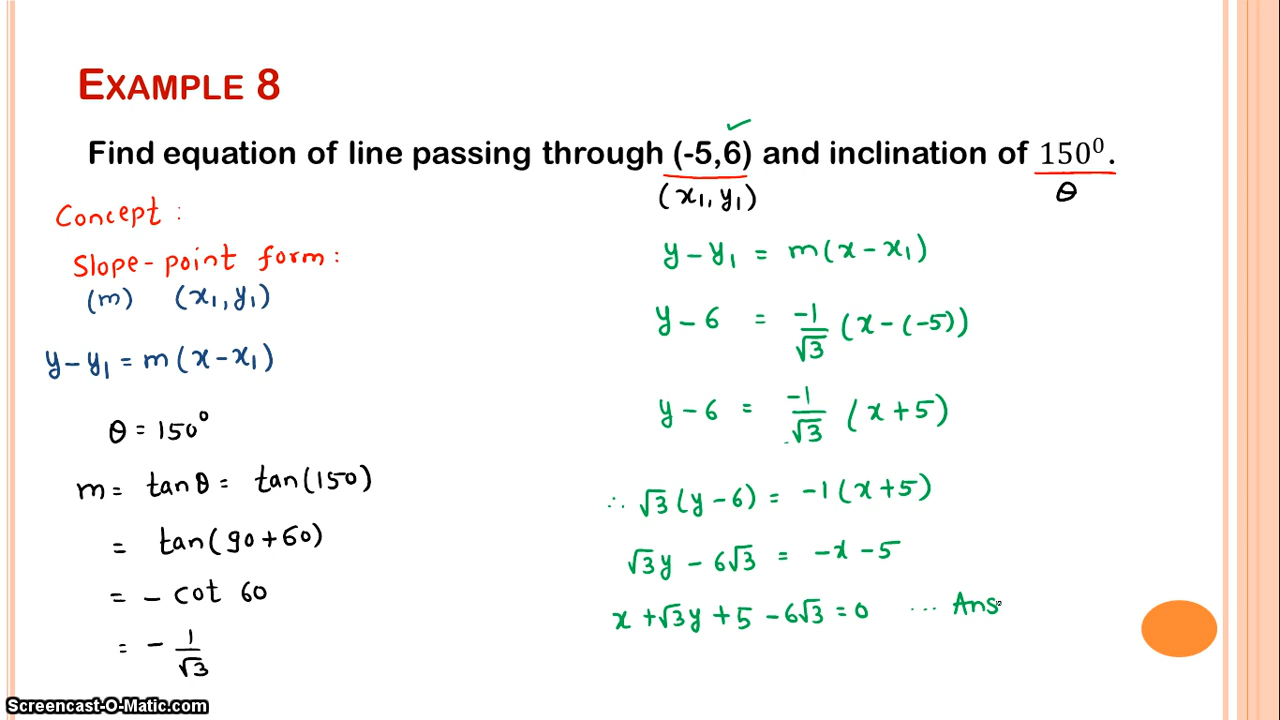 EXAMPLE 8
Find equation of line passing through (-5,6) and inclination of 150⁰.
(x₁, y₁)
θ
Concept :
Slope-point form :
(m) (x₁, y₁)
y - y₁ = m(x - x₁)
θ = 150°
m = tanθ = tan(150)
= tan(90+60)
= - cot 60
= - 1/√3
y - y₁ = m(x - x₁)
y - 6 = -1/√3 (x - (-5))
y - 6 = -1/√3 (x + 5)
∴ √3(y - 6) = -1(x + 5)
√3y - 6√3 = -x - 5
x + √3y + 5 - 6√3 = 0 ... Ans
Screencast-O-Matic.com